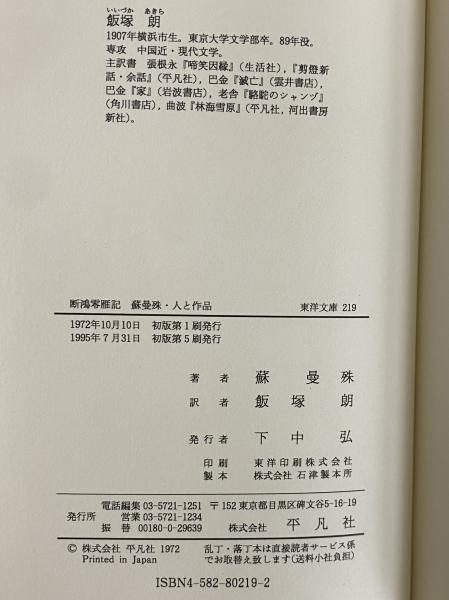 いいづか あきら
飯塚 朗
1907年横浜市生。東京大学文学部卒。89年没。
専攻 中国近・現代文学。
主訳書 張恨水『啼笑因縁』(生活社),『剪燈新
話・余話』(平凡社), 巴金『滅亡』(雲井書店),
巴金『家』(岩波書店), 老舎『駱駝のシャンヅ』
(角川書店), 曲波『林海雪原』(平凡社, 河出書房
新社)。
断鴻零雁記 蘇曼殊・人と作品 東洋文庫 219
1972年10月10日 初版第1刷発行
1995年7月31日 初版第5刷発行
著者 蘇曼殊
訳者 飯塚朗
発行者 下中弘
印刷 東洋印刷株式会社
製本 株式会社 石津製本所
電話編集 03-5721-1251 〒152 東京都目黒区碑文谷5-16-19
発行所 営業 03-5721-1234
振替 00180-0-29639 株式会社 平凡社
© 株式会社 平凡社 1972 乱丁・落丁本は直接読者サービス係
Printed in Japan でお取替え致します(送料小社負担)
ISBN4-582-80219-2